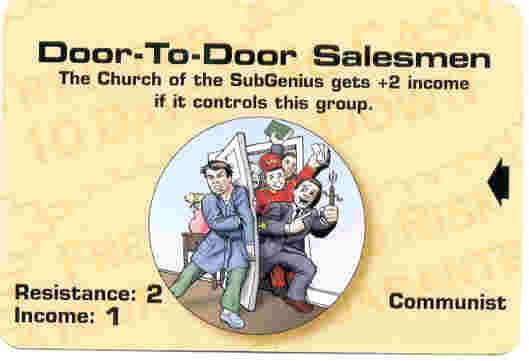 Door-To-Door Salesmen
The Church of the SubGenius gets +2 income
if it controls this group.
Resistance: 2
Income: 1
Communist